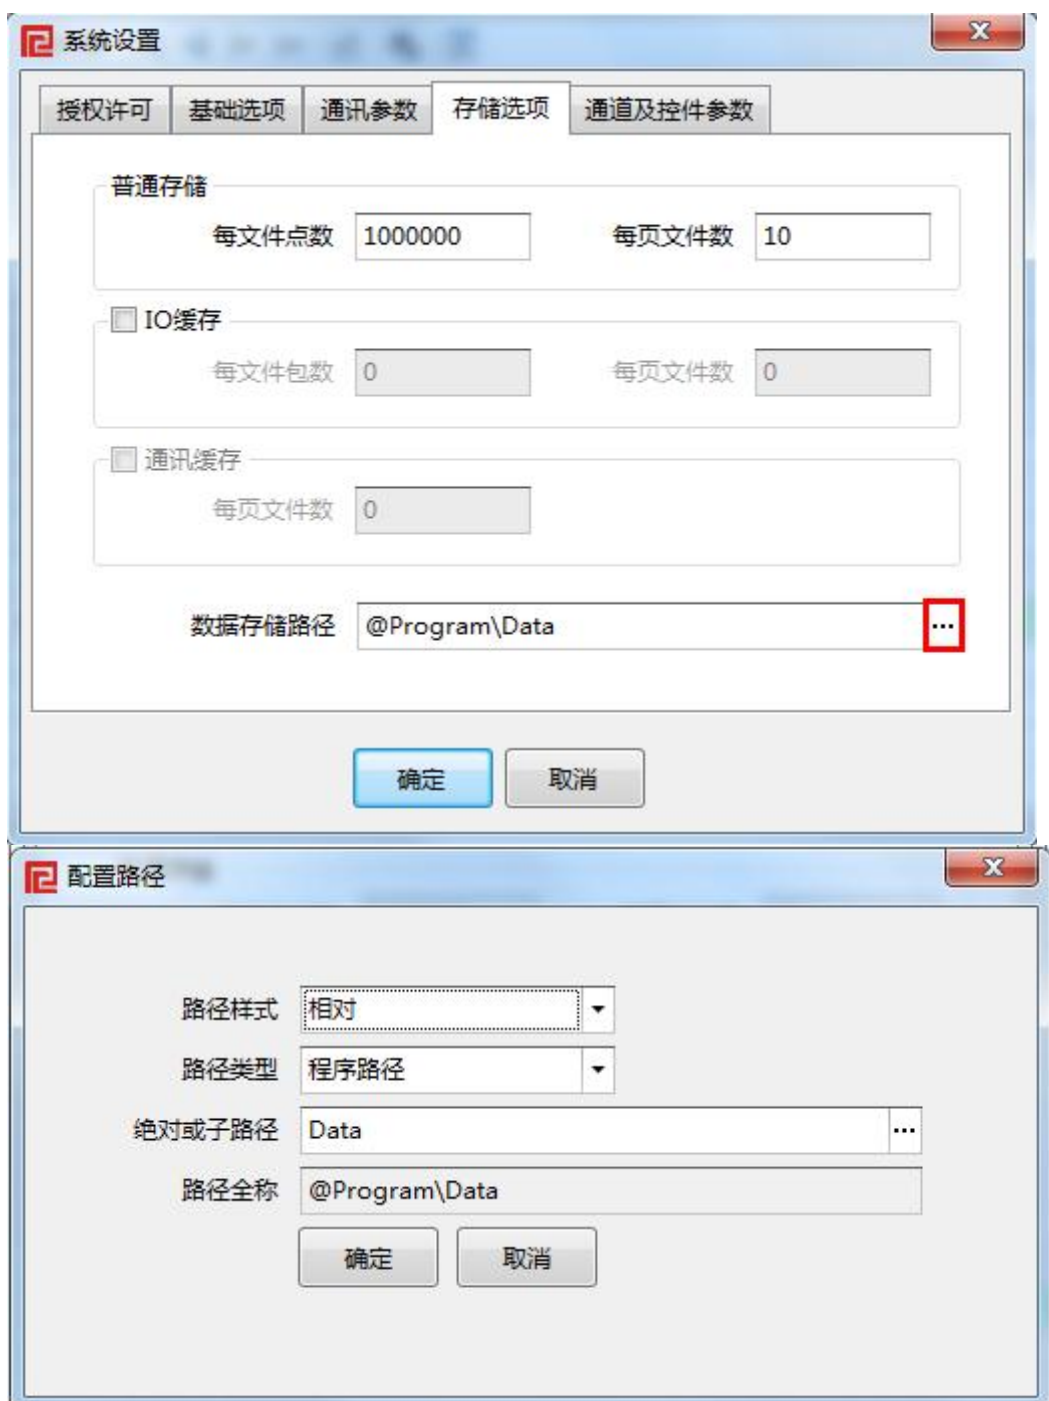 系统设置
授权许可 基础选项 通讯参数 存储选项 通道及控件参数
普通存储
每文件点数 1000000 每页文件数 10
IO缓存
每文件包数 0 每页文件数 0
通讯缓存
每页文件数 0
数据存储路径 @Program\Data ...
确定 取消
配置路径
路径样式 相对
路径类型 程序路径
绝对或子路径 Data ...
路径全称 @Program\Data
确定 取消